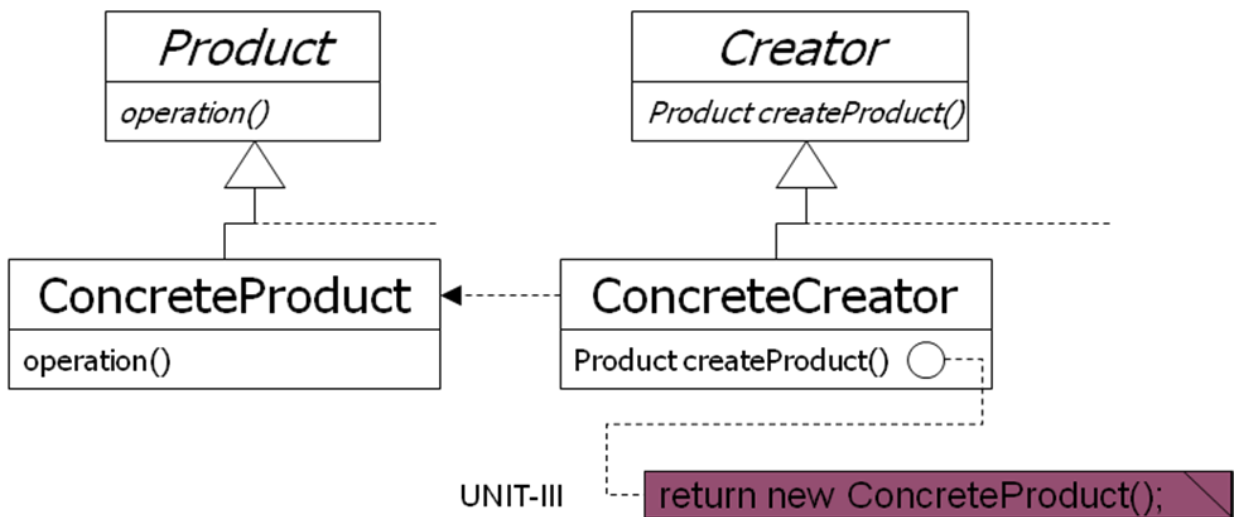 Product
operation()
Creator
Product createProduct()
ConcreteProduct
operation()
ConcreteCreator
Product createProduct()
UNIT-III
return new ConcreteProduct();